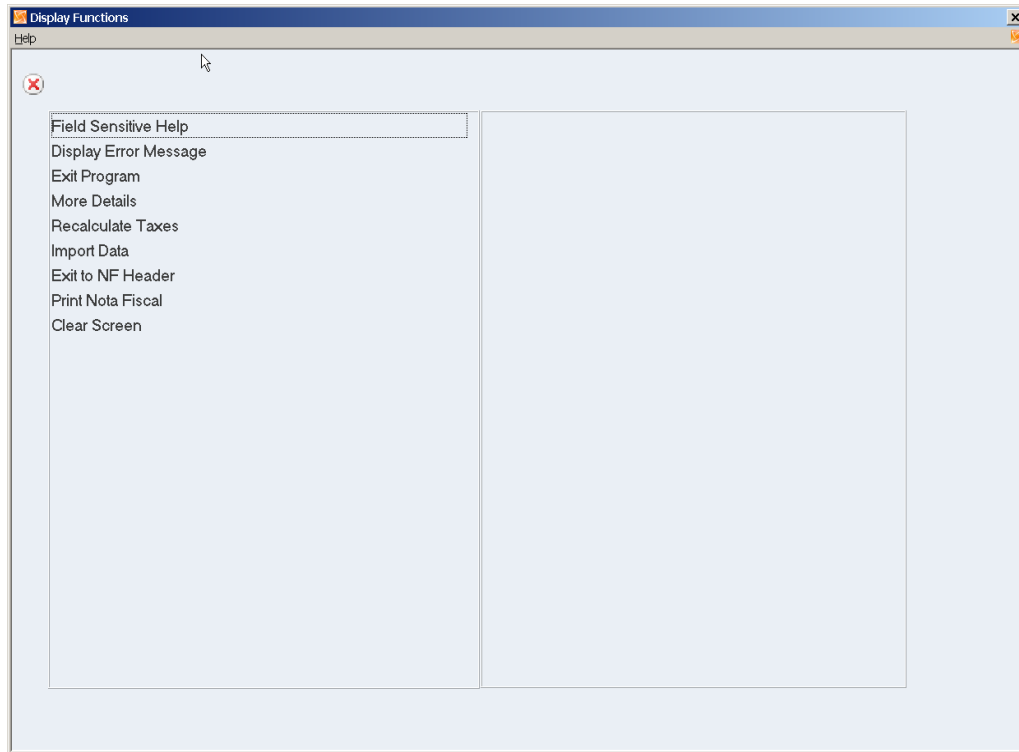 Display Functions
Help
Field Sensitive Help
Display Error Message
Exit Program
More Details
Recalculate Taxes
Import Data
Exit to NF Header
Print Nota Fiscal
Clear Screen